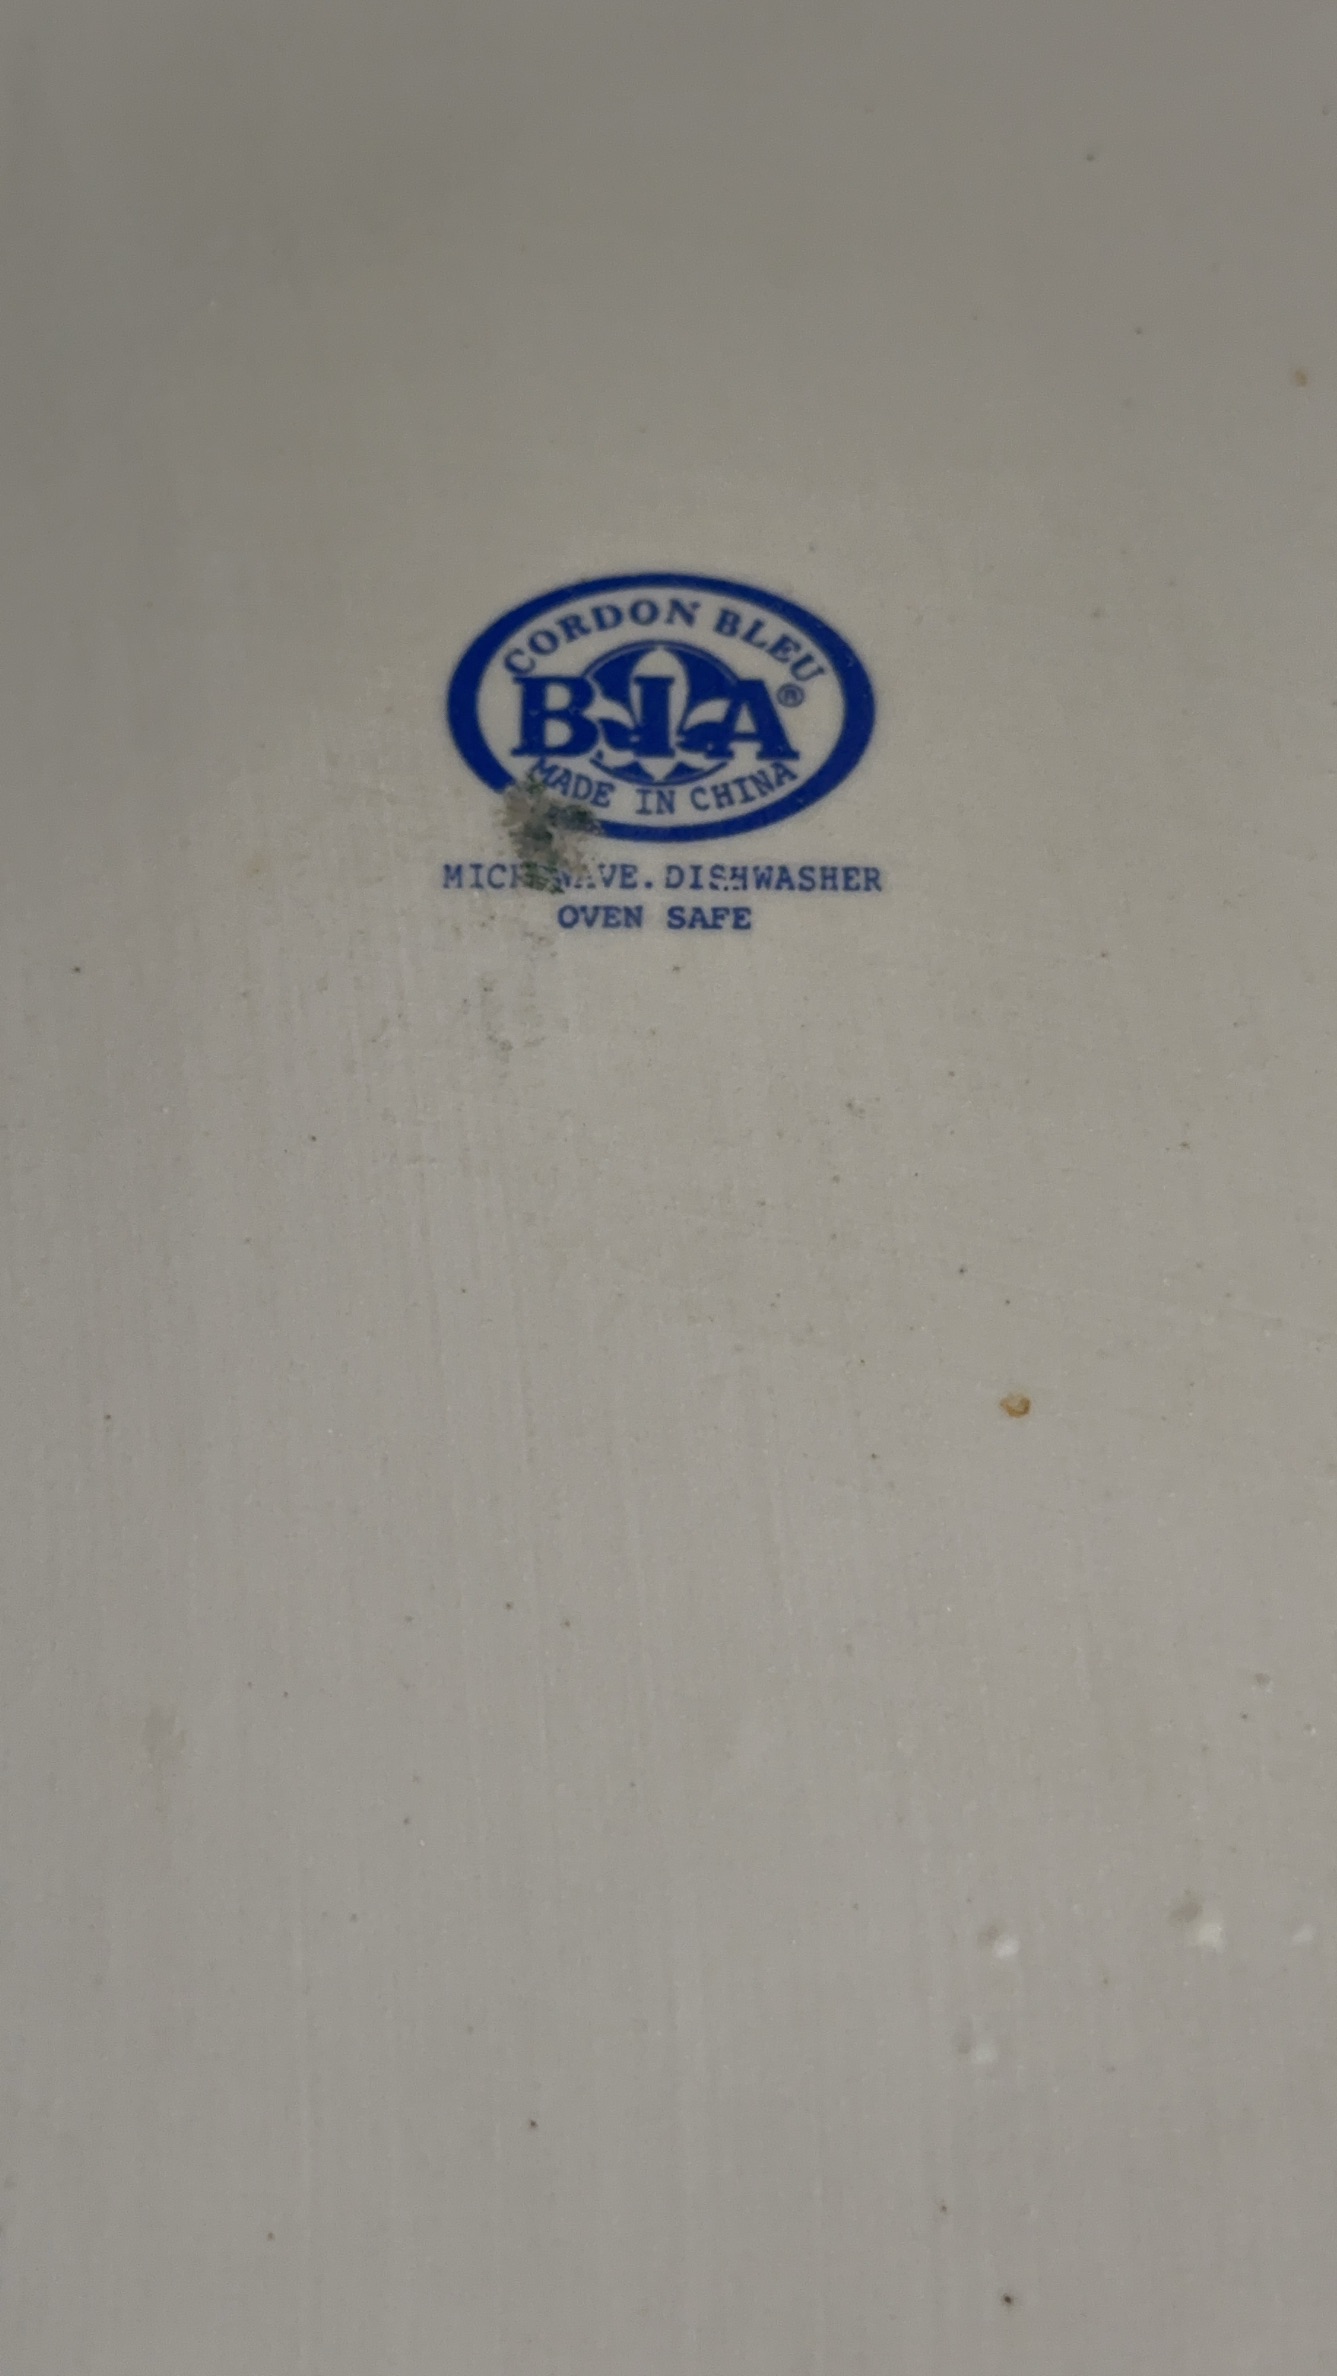 CORDON BLEU
BIA®
MADE IN CHINA
DISHWASHER
OVEN SAFE